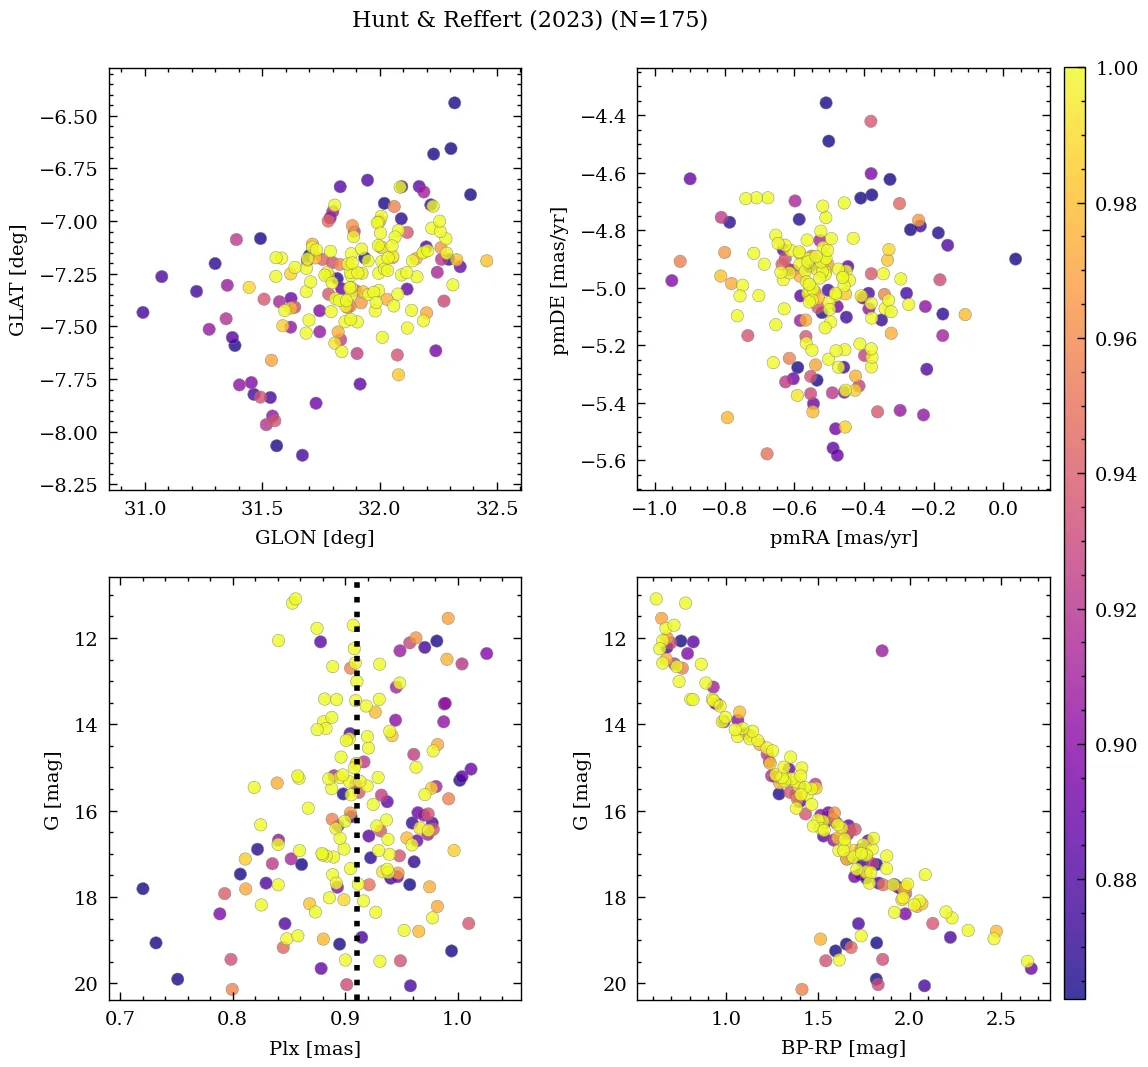 Hunt & Reffert (2023) (N=175)
−6.50
−6.75
−7.00
−7.25
−7.50
−7.75
−8.00
−8.25
GLAT [deg]
31.0 31.5 32.0 32.5
GLON [deg]
−4.4
−4.6
−4.8
−5.0
−5.2
−5.4
−5.6
pmDE [mas/yr]
−1.0 −0.8 −0.6 −0.4 −0.2 0.0
pmRA [mas/yr]
1.00
0.98
0.96
0.94
0.92
0.90
0.88
12
14
16
18
20
G [mag]
0.7 0.8 0.9 1.0
Plx [mas]
12
14
16
18
20
G [mag]
1.0 1.5 2.0 2.5
BP-RP [mag]